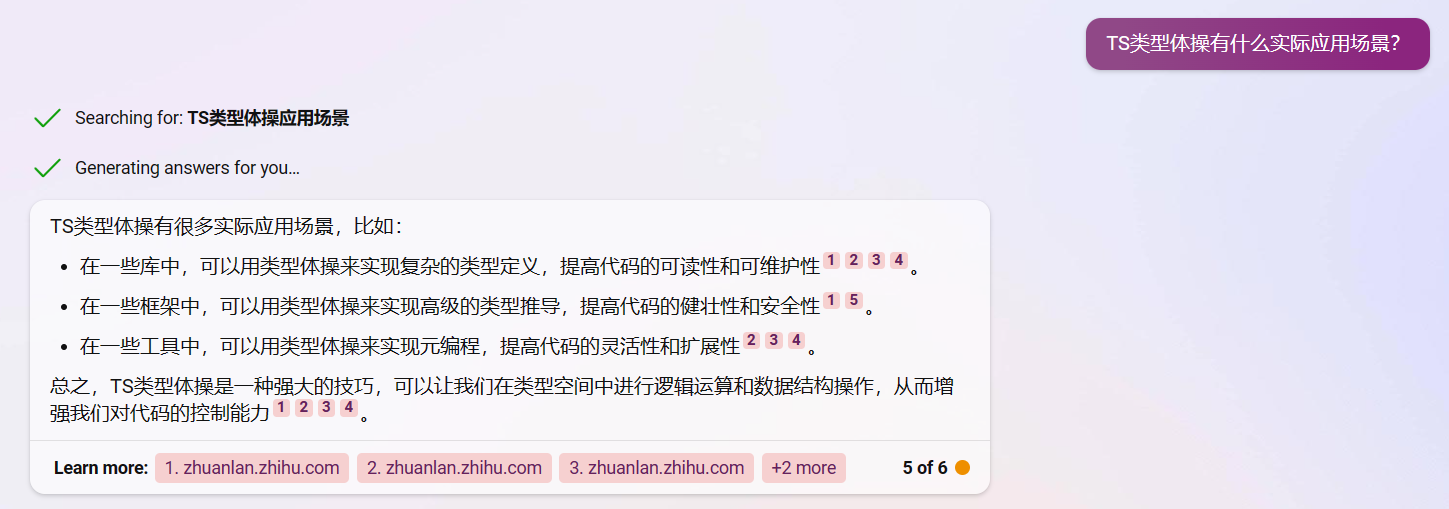 TS类型体操有什么实际应用场景?
Searching for: TS类型体操应用场景
Generating answers for you...
TS类型体操有很多实际应用场景，比如：
• 在一些库中，可以用类型体操来实现复杂的类型定义，提高代码的可读性和可维护性 1 2 3 4 。
• 在一些框架中，可以用类型体操来实现高级的类型推导，提高代码的健壮性和安全性 1 5 。
• 在一些工具中，可以用类型体操来实现元编程，提高代码的灵活性和扩展性 2 3 4 。
总之，TS类型体操是一种强大的技巧，可以让我们在类型空间中进行逻辑运算和数据结构操作，从而增
强我们对代码的控制能力 1 2 3 4 。
Learn more: 1. zhuanlan.zhihu.com 2. zhuanlan.zhihu.com 3. zhuanlan.zhihu.com +2 more 5 of 6